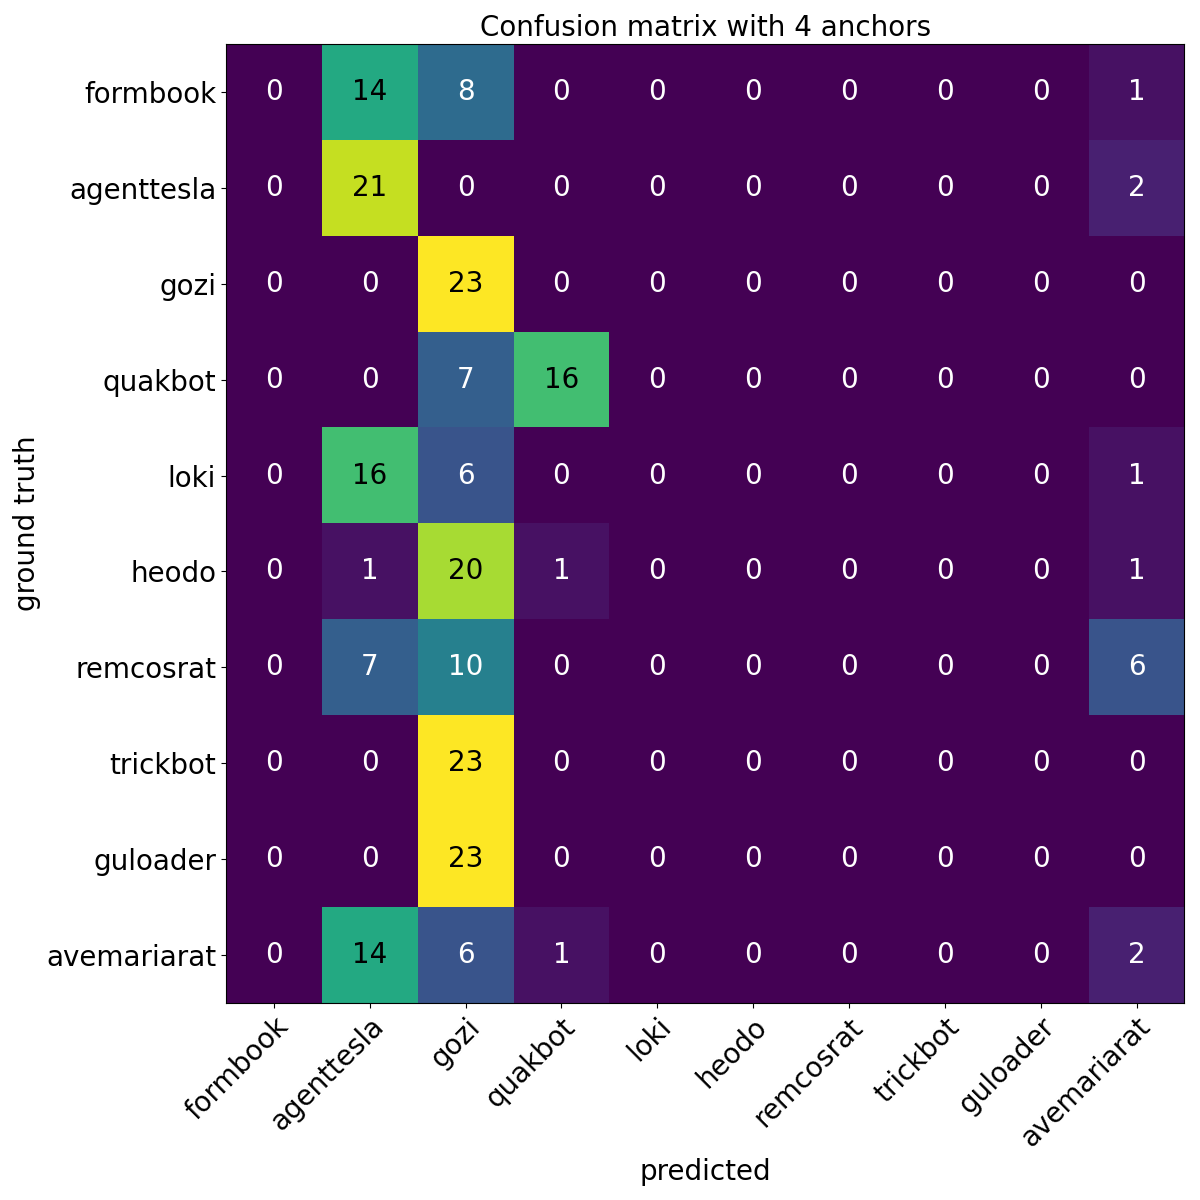 Confusion matrix with 4 anchors
ground truth
formbook 0 14 8 0 0 0 0 0 0 1
agenttesla 0 21 0 0 0 0 0 0 0 2
gozi 0 0 23 0 0 0 0 0 0 0
quakbot 0 0 7 16 0 0 0 0 0 0
loki 0 16 6 0 0 0 0 0 0 1
heodo 0 1 20 1 0 0 0 0 0 1
remcosrat 0 7 10 0 0 0 0 0 0 6
trickbot 0 0 23 0 0 0 0 0 0 0
guloader 0 0 23 0 0 0 0 0 0 0
avemariarat 0 14 6 1 0 0 0 0 0 2
formbook agenttesla gozi quakbot loki heodo remcosrat trickbot guloader avemariarat
predicted